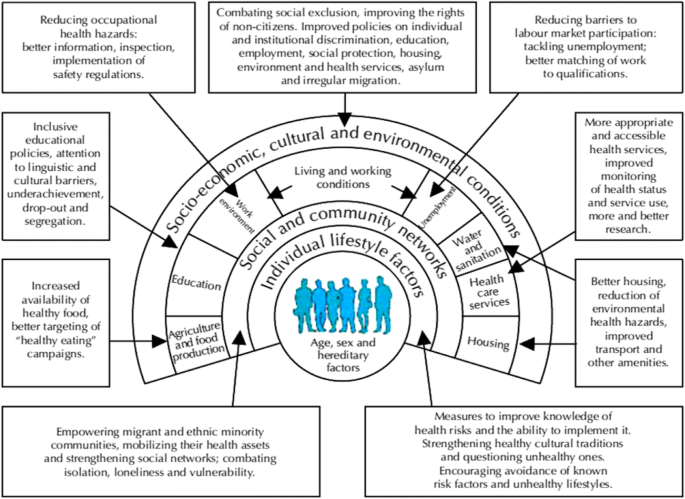 Reducing occupational
health hazards:
better information, inspection,
implementation of
safety regulations.
Combating social exclusion, improving the rights
of non-citizens. Improved policies on individual
and institutional discrimination, education,
employment, social protection, housing,
environment and health services, asylum
and irregular migration.
Reducing barriers to
labour market participation:
tackling unemployment;
better matching of work
to qualifications.
Inclusive
educational
policies, attention
to linguistic and
cultural barriers,
underachievement,
drop-out and
segregation.
More appropriate
and accessible
health services,
improved
monitoring
of health status
and service use,
more and better
research.
Increased
availability of
healthy food,
better targeting of
“healthy eating”
campaigns.
Better housing,
reduction of
environmental
health hazards,
improved
transport and
other amenities.
Socio-economic, cultural and environmental conditions
Living and working
conditions
Work
environment
Unemployment
Education
Water
and
sanitation
Agriculture
and food
production
Health
care
services
Housing
Social and community networks
Individual lifestyle factors
Age, sex and
hereditary
factors
Empowering migrant and ethnic minority
communities, mobilizing their health assets
and strengthening social networks; combating
isolation, loneliness and vulnerability.
Measures to improve knowledge of
health risks and the ability to implement it.
Strengthening healthy cultural traditions
and questioning unhealthy ones.
Encouraging avoidance of known
risk factors and unhealthy lifestyles.